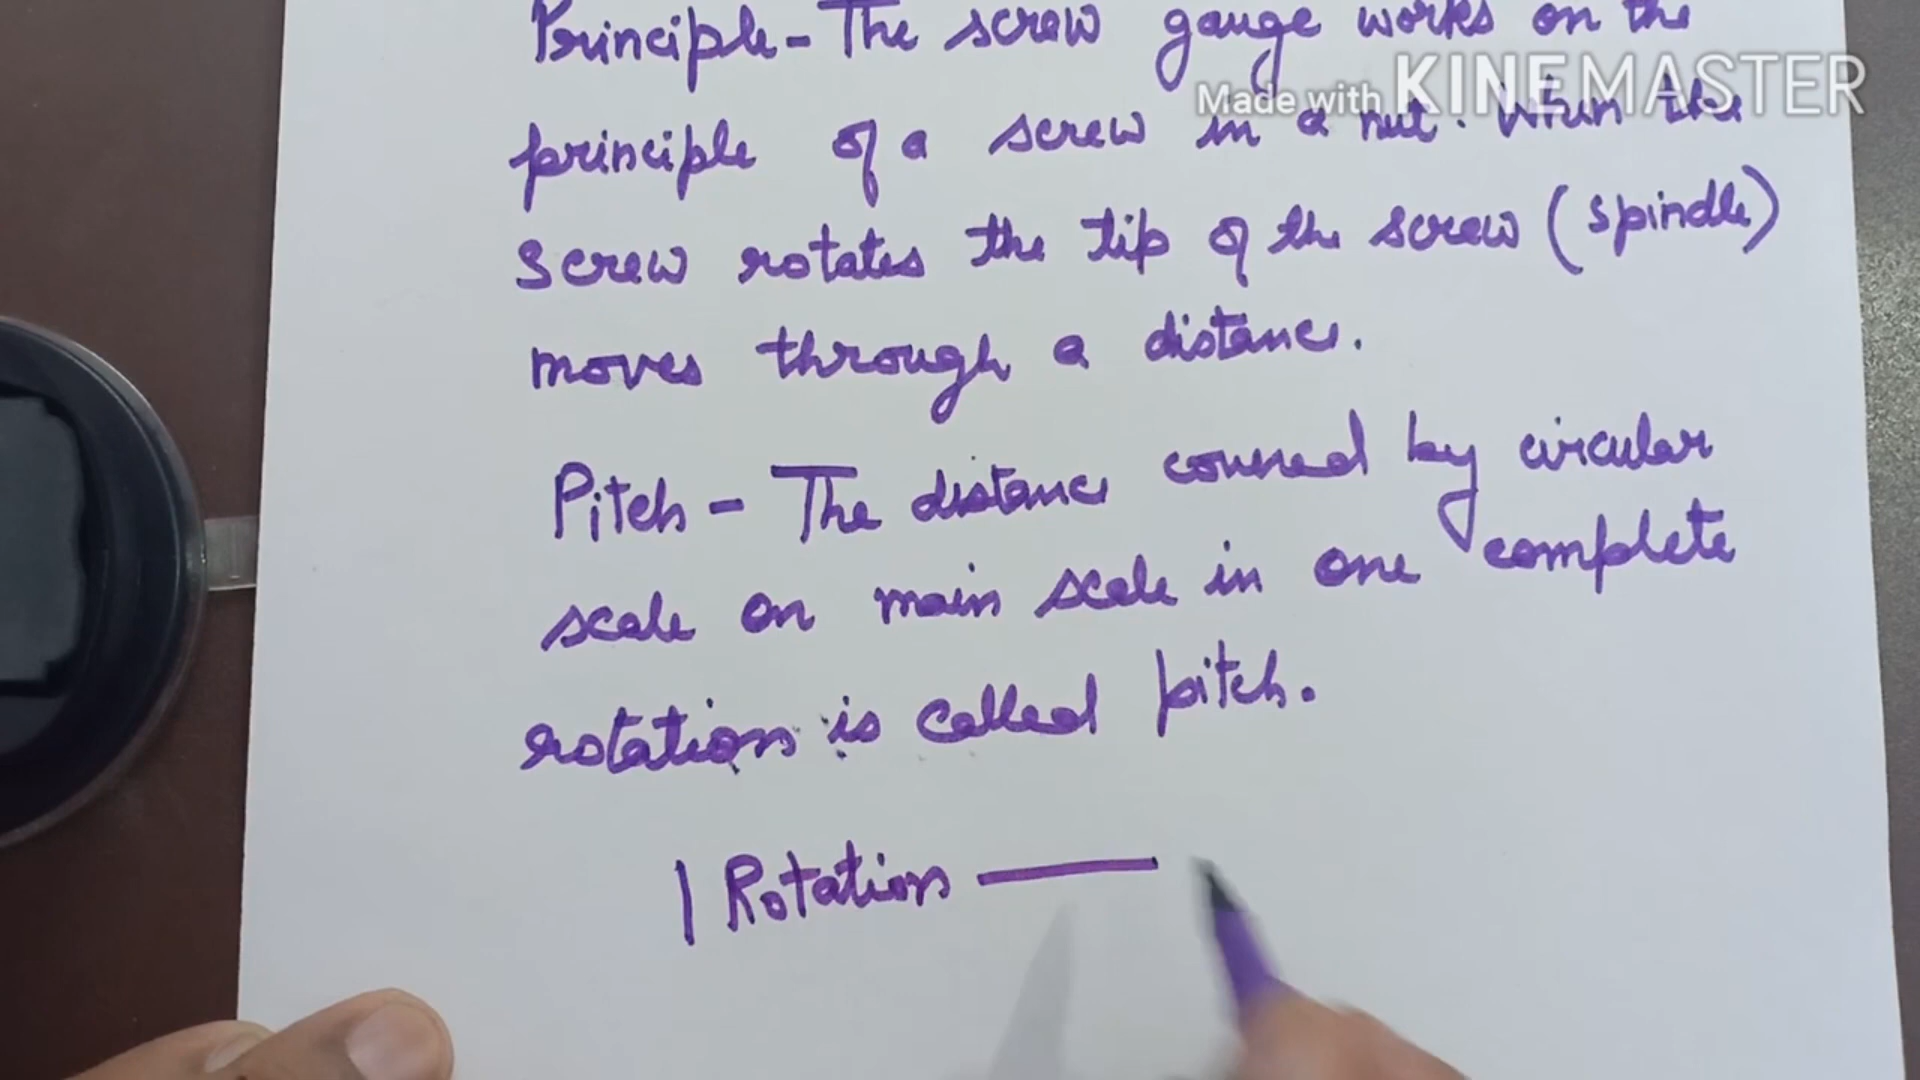 Principle - The screw gauge works on the
Made with KINEMASTER
principle of a screw in a nut. When the
screw rotates the tip of the screw (spindle)
moves through a distance.
Pitch - The distance covered by circular
scale on main scale in one complete
rotation is called pitch.
1 Rotation —